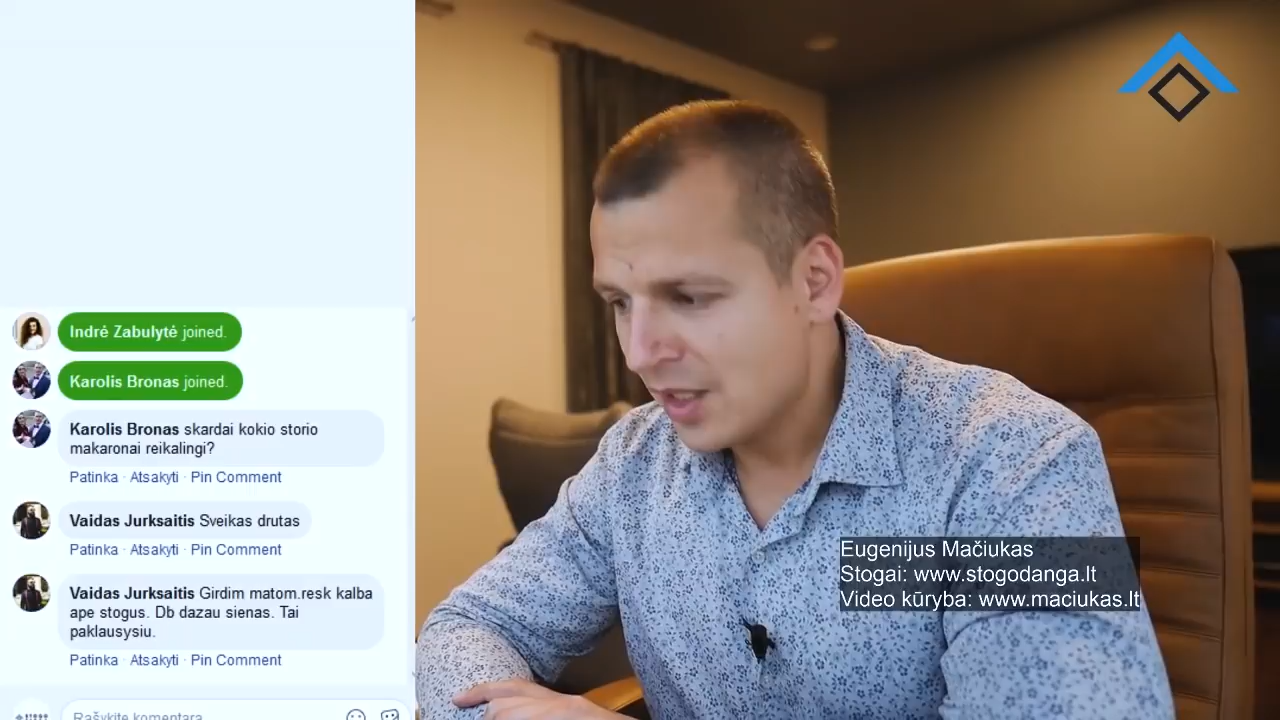 Indrė Zabulytė joined.
Karolis Bronas joined.
Karolis Bronas skardai kokio storio
makaronai reikalingi?
Patinka · Atsakyti · Pin Comment
Vaidas Jurksaitis Sveikas drutas
Patinka · Atsakyti · Pin Comment
Vaidas Jurksaitis Girdim matom.resk kalba
ape stogus. Db dazau sienas. Tai
paklausysiu.
Patinka · Atsakyti · Pin Comment
Rašykite komentarą
Eugenijus Mačiukas
Stogai: www.stogodanga.lt
Video kūryba: www.maciukas.lt